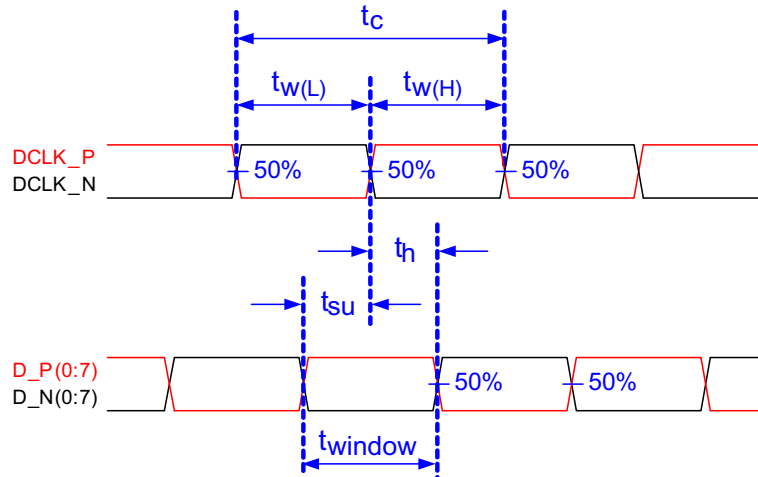 tc
tw(L) tw(H)
DCLK_P
DCLK_N
50% 50% 50%
th
tsu
D_P(0:7)
D_N(0:7)
50% 50%
twindow